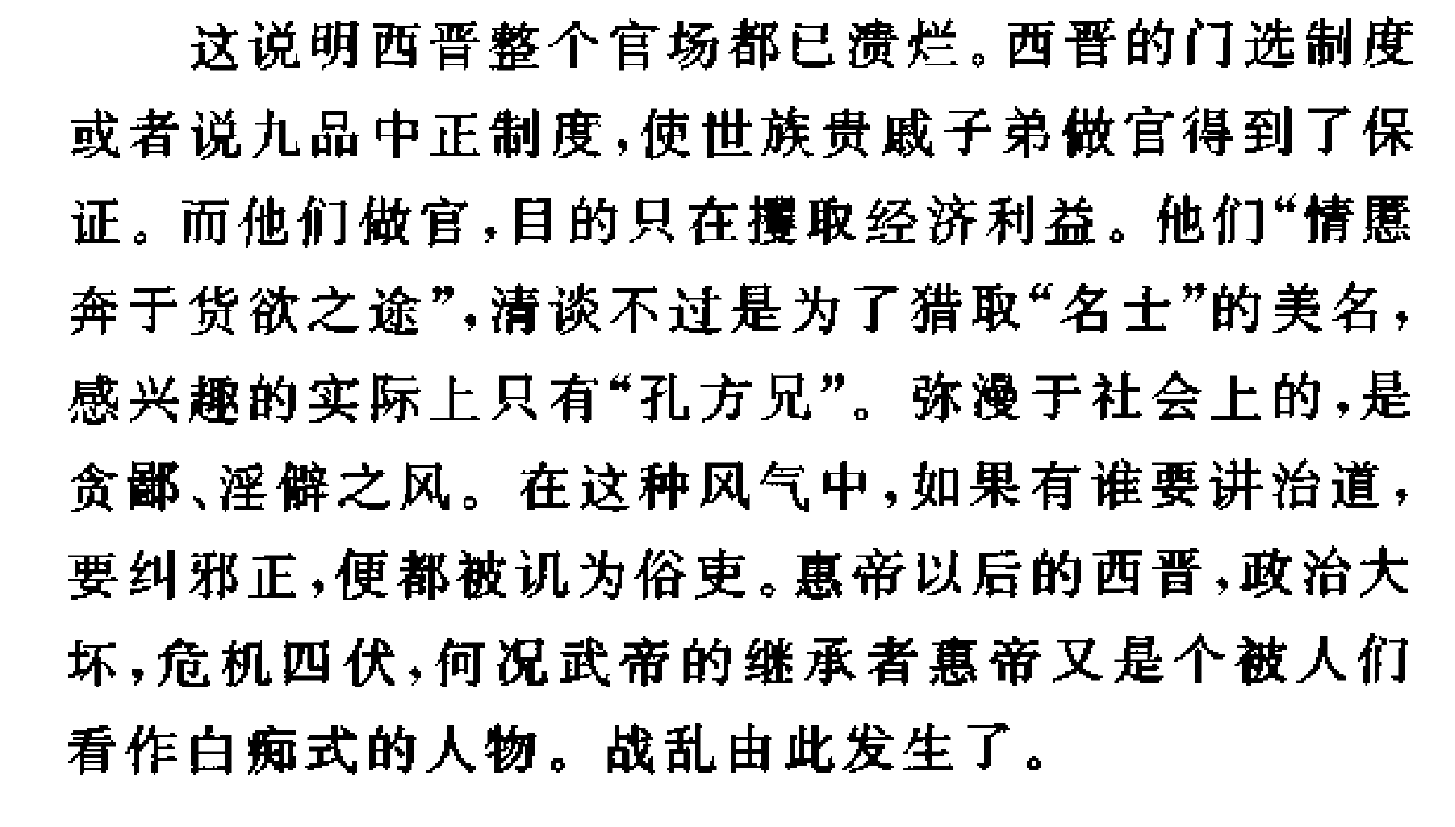 这说明西晋整个官场都已溃烂。西晋的门选制度
或者说九品中正制度，使世族贵戚子弟做官得到了保
证。而他们做官，目的只在攫取经济利益。他们“情慝
奔于货欲之途”，清谈不过是为了猎取“名士”的美名，
感兴趣的实际上只有“孔方兄”。弥漫于社会上的，是
贪鄙、淫僻之风。在这种风气中，如果有谁要讲治道，
要纠邪正，便都被讥为俗吏。惠帝以后的西晋，政治大
坏，危机四伏，何况武帝的继承者惠帝又是个被人们
看作白痴式的人物。战乱由此发生了。